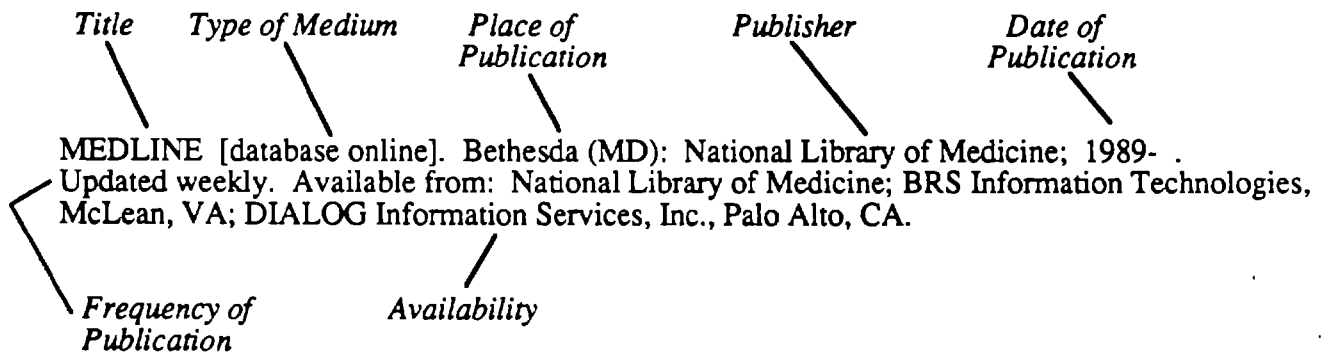 Title Type of Medium Place of Publisher Date of
Publication Publication
MEDLINE [database online]. Bethesda (MD): National Library of Medicine; 1989- .
Updated weekly. Available from: National Library of Medicine; BRS Information Technologies,
McLean, VA; DIALOG Information Services, Inc., Palo Alto, CA.
Frequency of Availability
Publication